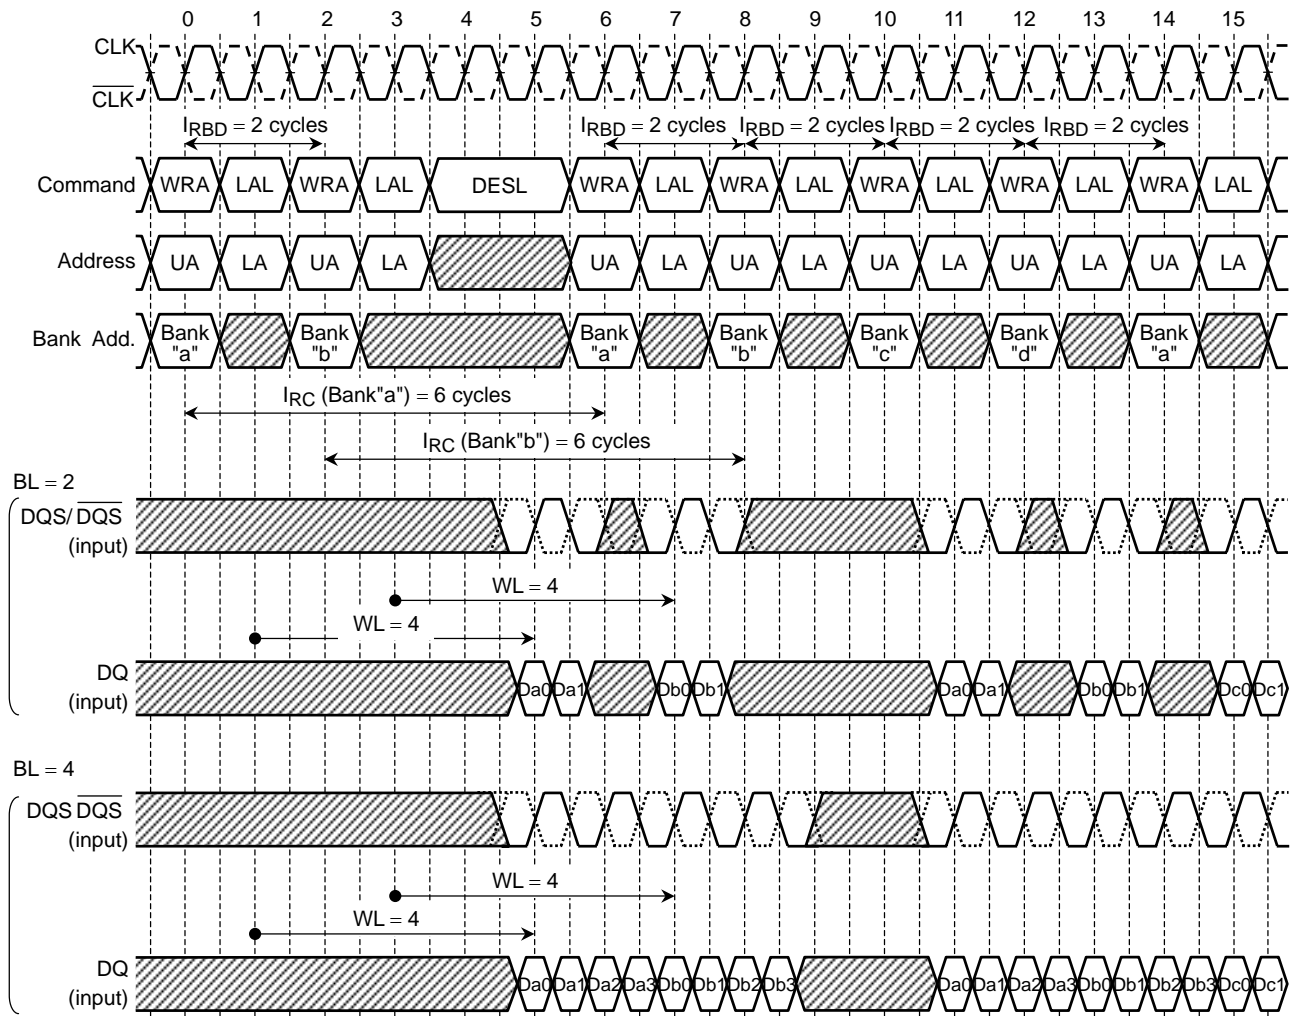 0 1 2 3 4 5 6 7 8 9 10 11 12 13 14 15
CLK
CLK
IRBD = 2 cycles IRBD = 2 cycles IRBD = 2 cycles IRBD = 2 cycles IRBD = 2 cycles
Command WRA LAL WRA LAL DESL WRA LAL WRA LAL WRA LAL WRA LAL WRA LAL
Address UA LA UA LA UA LA UA LA UA LA UA LA UA LA
Bank Add. Bank "a" Bank "b" Bank "a" Bank "b" Bank "c" Bank "d" Bank "a"
IRC (Bank"a") = 6 cycles
IRC (Bank"b") = 6 cycles
BL = 2
DQS/ DQS
(input)
WL = 4
WL = 4
DQ
(input)
Da0 Da1 Db0 Db1 Da0 Da1 Db0 Db1 Dc0 Dc1
BL = 4
DQS DQS
(input)
WL = 4
WL = 4
DQ
(input)
Da0 Da1 Da2 Da3 Db0 Db1 Db2 Db3 Da0 Da1 Da2 Da3 Db0 Db1 Db2 Db3 Dc0 Dc1